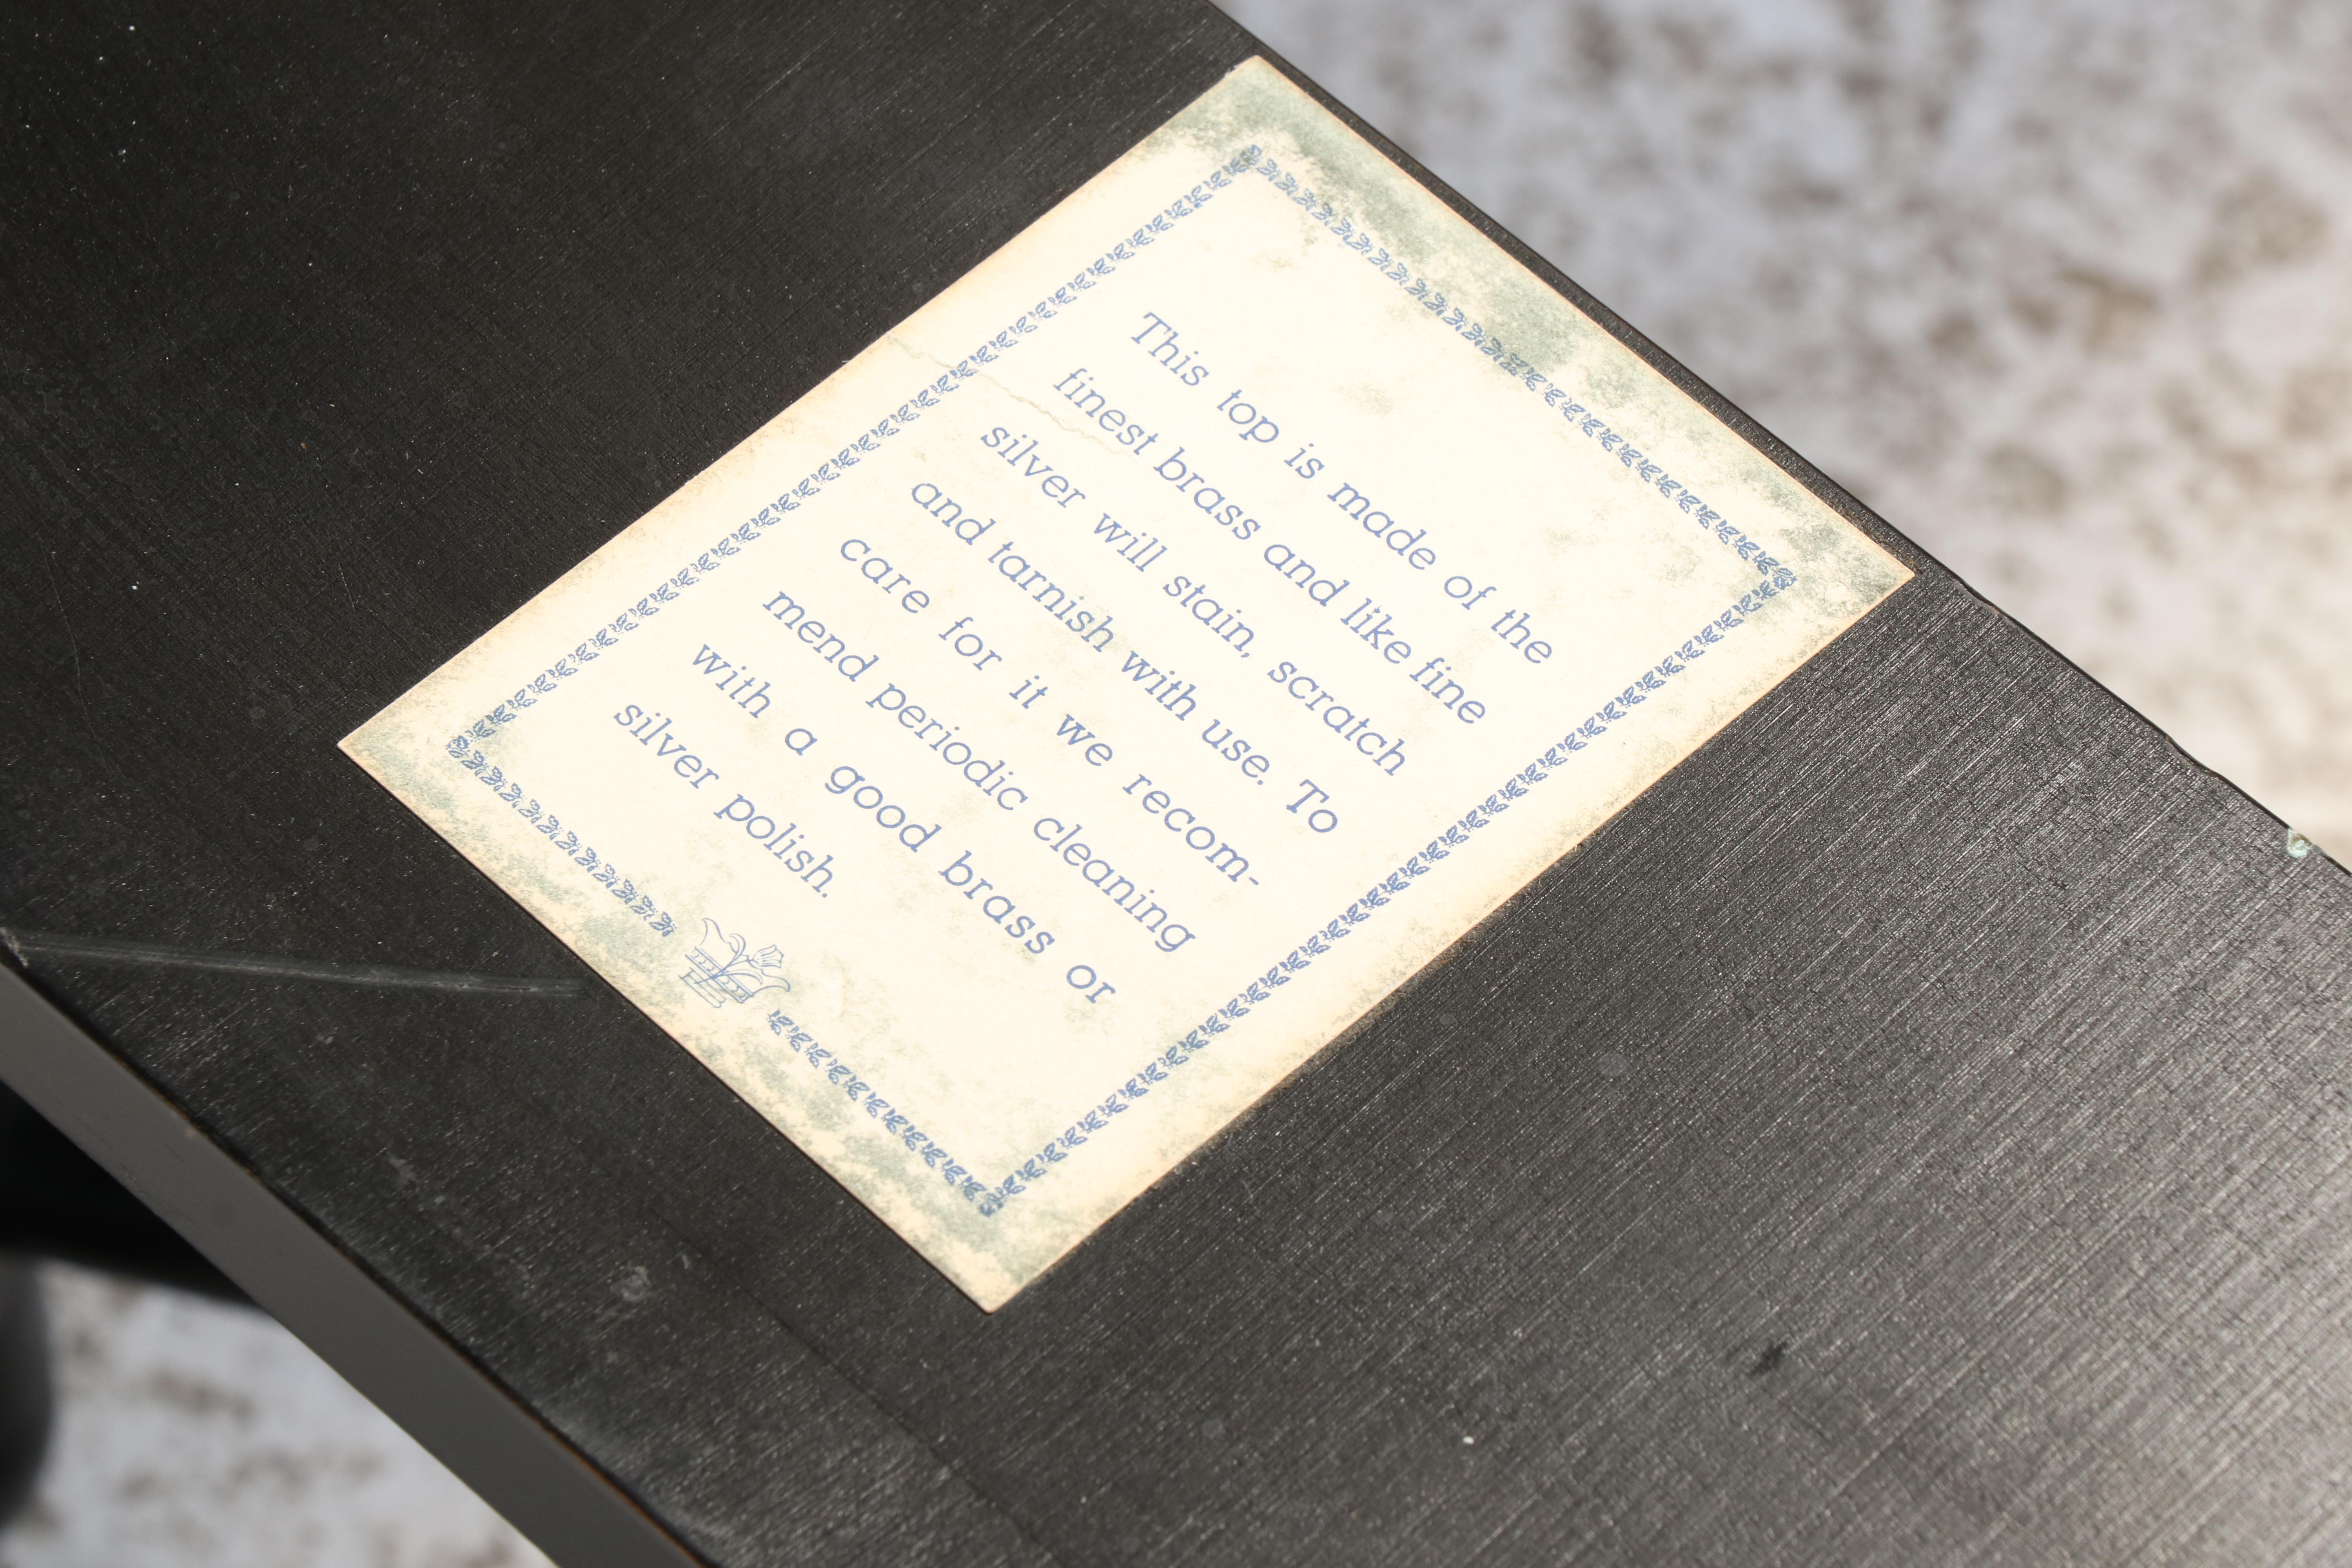 This top is made of the
finest brass and like fine
silver will stain, scratch
and tarnish with use. To
care for it we recom-
mend periodic cleaning
with a good brass or
silver polish.